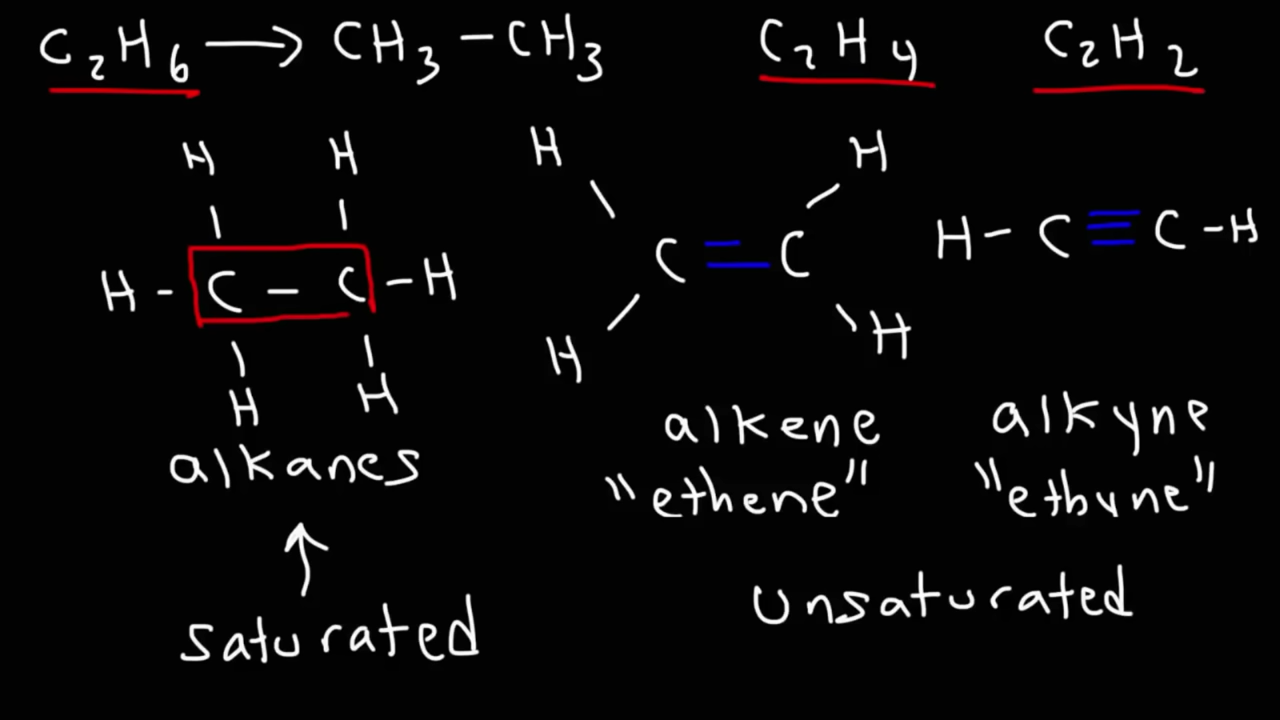 C₂H₆ → CH₃ – CH₃
C₂H₄
C₂H₂
H H
H – C – C – H
H H
alkanes
saturated
H H
C = C
H H
alkene
"ethene"
H – C ≡ C – H
alkyne
"ethyne"
unsaturated